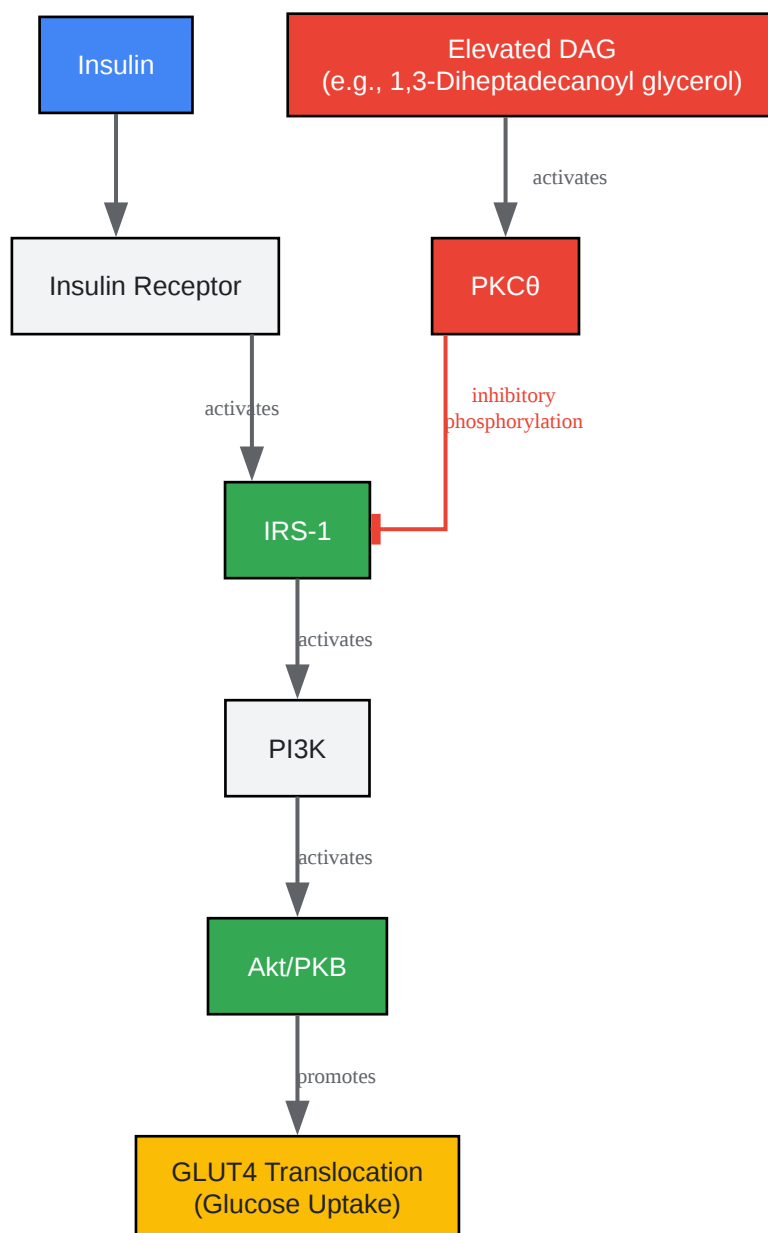 Insulin
Elevated DAG
(e.g., 1,3-Diheptadecanoyl glycerol)
activates
Insulin Receptor
PKCθ
activates
inhibitory
phosphorylation
IRS-1
activates
PI3K
activates
Akt/PKB
promotes
GLUT4 Translocation
(Glucose Uptake)